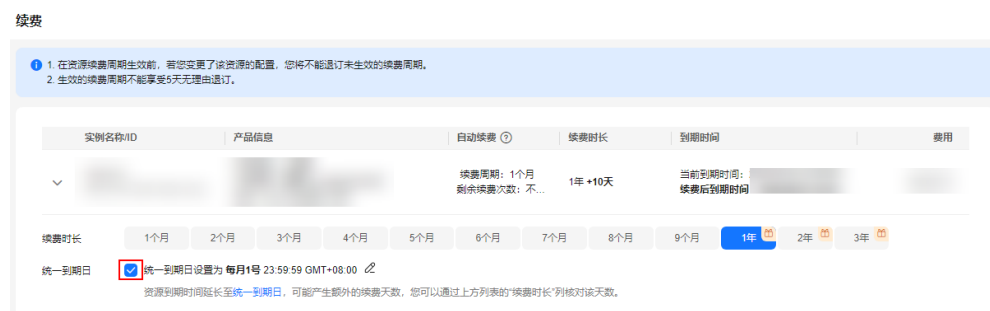 续费
1. 在资源续费周期生效前，若您变更了该资源的配置，您将不能退订未生效的续费周期。
2. 生效的续费周期不能享受5天无理由退订。
实例名称/ID 产品信息 自动续费 续费时长 到期时间 费用
续费周期：1个月 1年 +10天 当前到期时间：
剩余续费次数：不... 续费后到期时间
续费时长 1个月 2个月 3个月 4个月 5个月 6个月 7个月 8个月 9个月 1年 2年 3年
统一到期日 统一到期日设置为 每月1号 23:59:59 GMT+08:00
资源到期时间延长至统一到期日，可能产生额外的续费天数，您可以通过上方列表的“续费时长”列核对该天数。